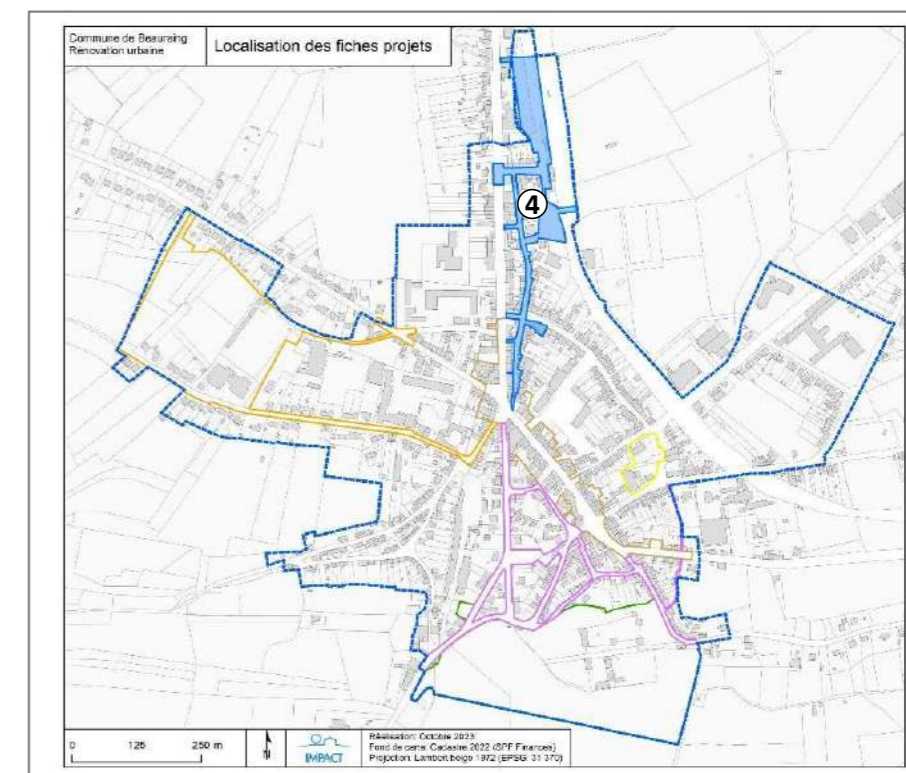 Commune de Beauraing
Rénovation urbaine
Localisation des fiches projets
4
0 125 250 m
N
IMPACT
Réalisation: Octobre 2023
Fond de carte: Cadastre 2022 (SPF Finances)
Projection: Lambert belge 1972 (EPSG: 31 370)